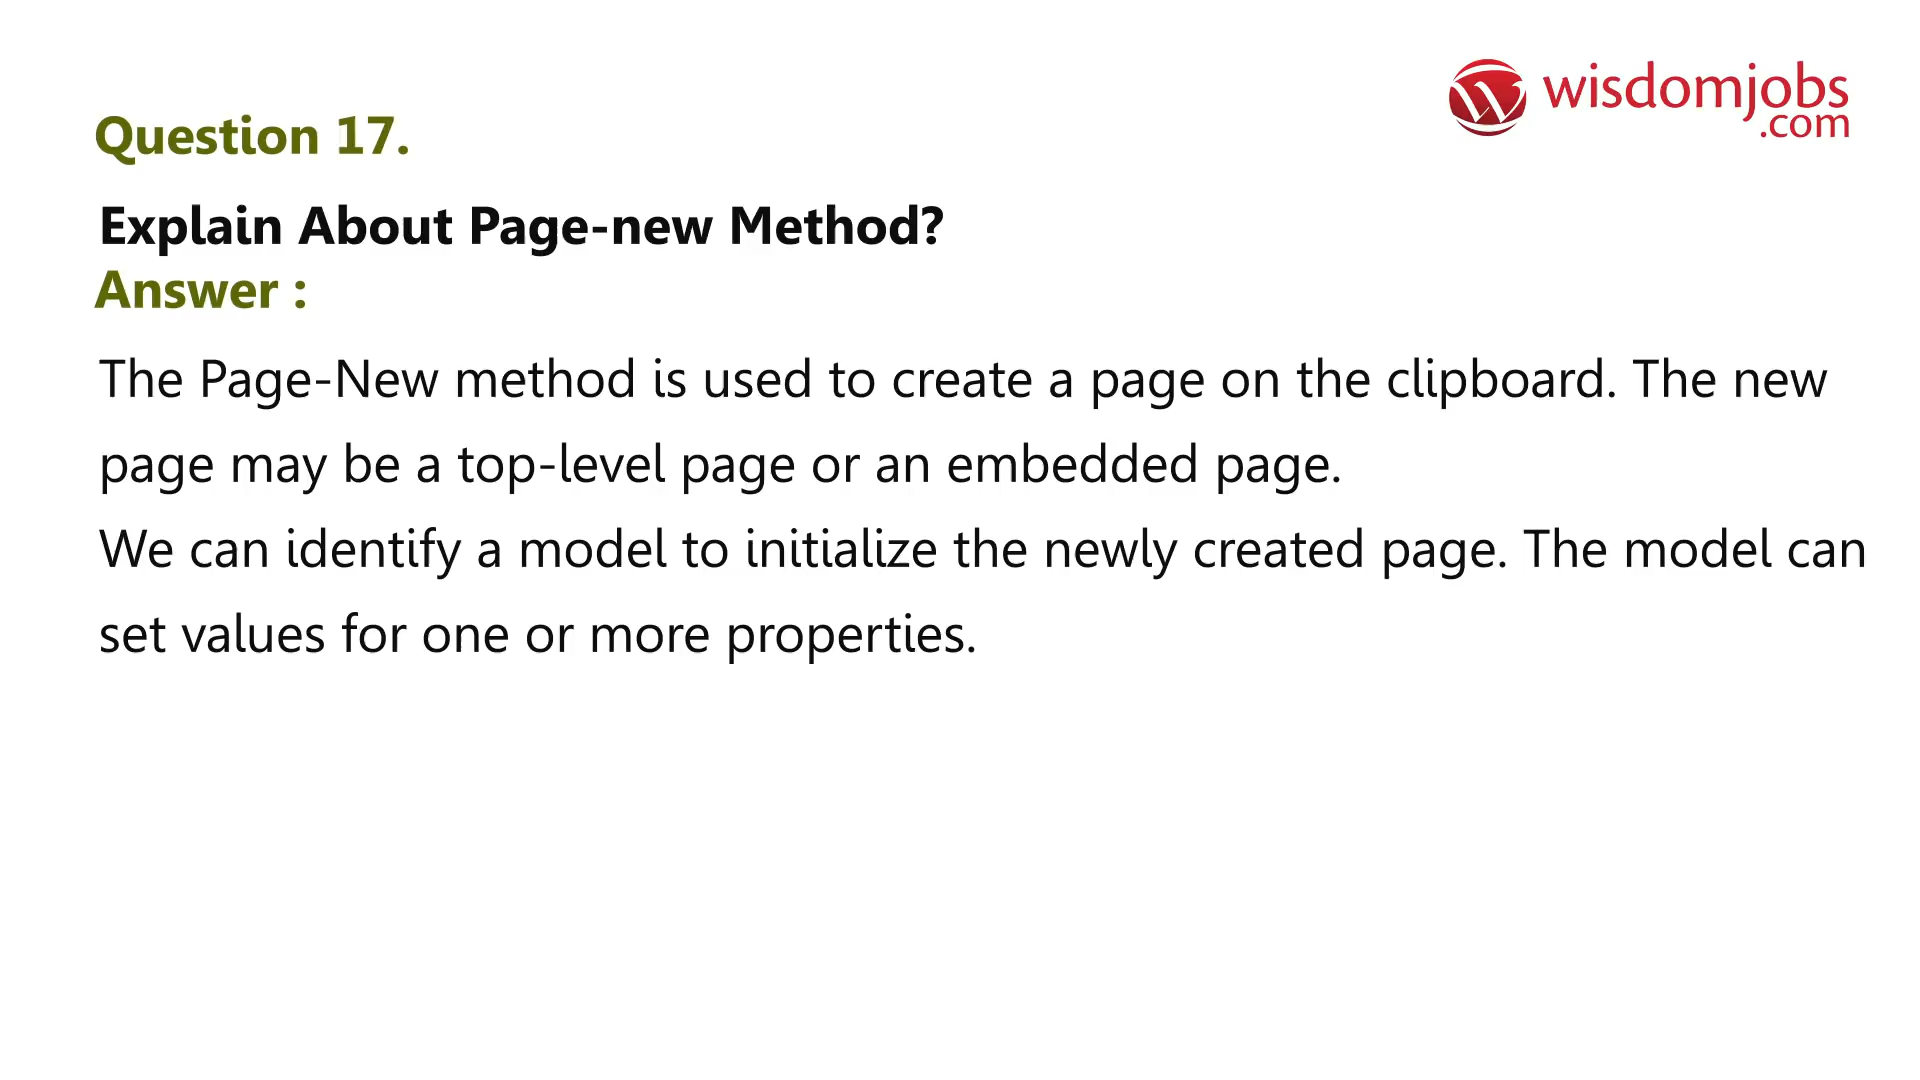 wisdomjobs
.com
Question 17.
Explain About Page-new Method?
Answer :
The Page-New method is used to create a page on the clipboard. The new
page may be a top-level page or an embedded page.
We can identify a model to initialize the newly created page. The model can
set values for one or more properties.